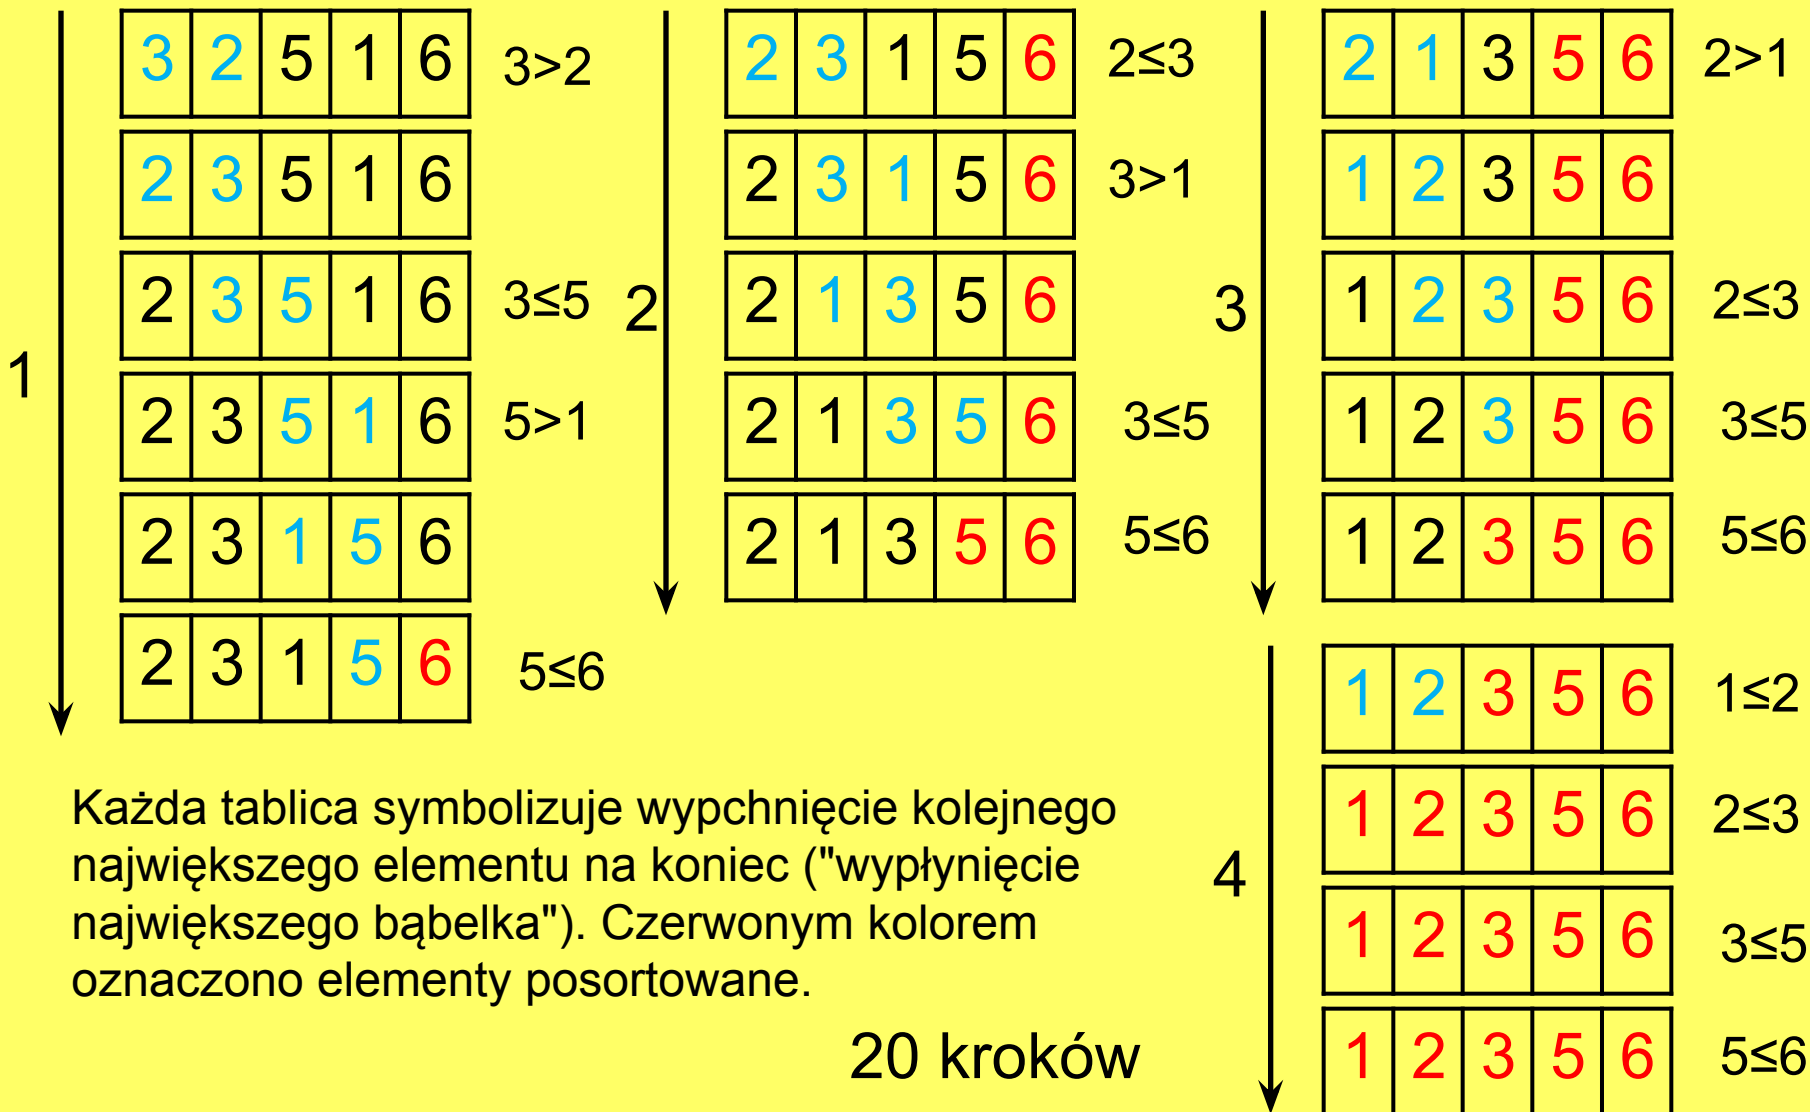 1
3 2 5 1 6 3>2
2 3 5 1 6
2 3 5 1 6 3≤5
2 3 5 1 6 5>1
2 3 1 5 6
2 3 1 5 6 5≤6
2
2 3 1 5 6 2≤3
2 3 1 5 6 3>1
2 1 3 5 6
2 1 3 5 6 3≤5
2 1 3 5 6 5≤6
3
2 1 3 5 6 2>1
1 2 3 5 6
1 2 3 5 6 2≤3
1 2 3 5 6 3≤5
1 2 3 5 6 5≤6
4
1 2 3 5 6 1≤2
1 2 3 5 6 2≤3
1 2 3 5 6 3≤5
1 2 3 5 6 5≤6
Każda tablica symbolizuje wypchnięcie kolejnego
największego elementu na koniec ("wypłynięcie
największego bąbelka"). Czerwonym kolorem
oznaczono elementy posortowane.
20 kroków